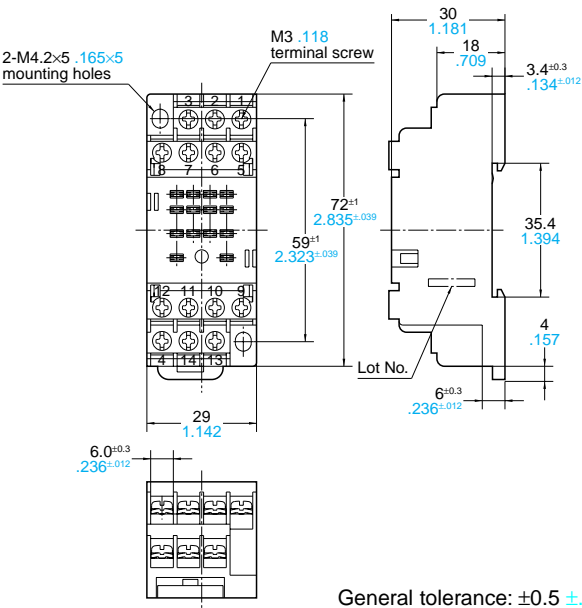 30
1.181
18
.709
3.4±0.3
.134±.012
M3 .118
terminal screw
2-M4.2×5 .165×5
mounting holes
3 2 1
8 7 6 5
72±1
2.835±.039
59±1
2.323±.039
35.4
1.394
12 11 10 9
4 14 13
Lot No.
4
.157
6±0.3
.236±.012
29
1.142
6.0±0.3
.236±.012
General tolerance: ±0.5 ±.